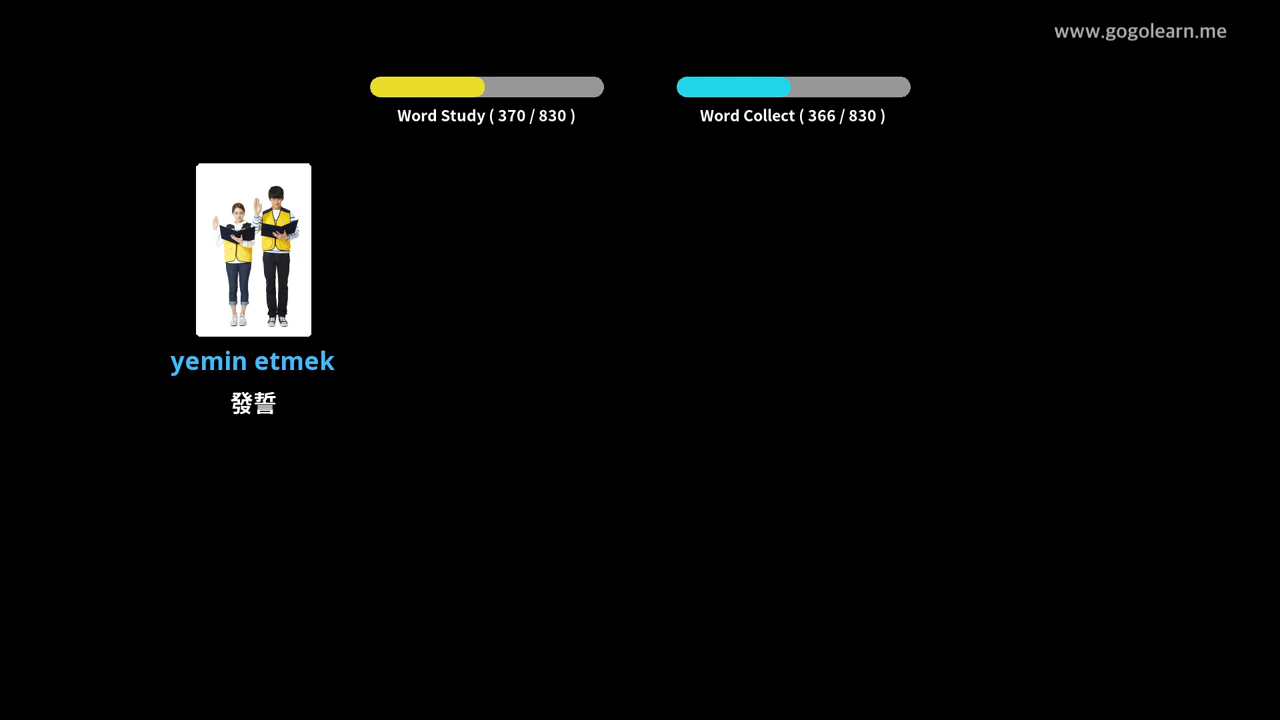 www.gogolearn.me
Word Study ( 370 / 830 )
Word Collect ( 366 / 830 )
yemin etmek
發誓